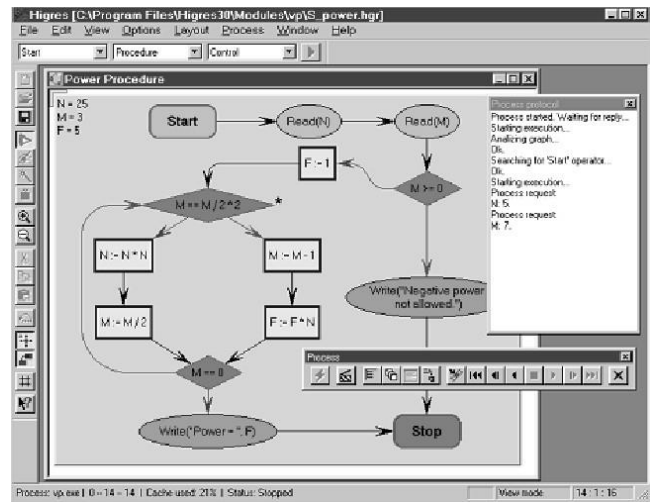 Higres [C:\Program Files\Higres30\Modules\vp\S_power.hgr]
File Edit View Options Layout Process Window Help
Start Procedure Control
Power Procedure
N = 25
M = 3
F = 5
Start
Read(N)
Read(M)
F:-1
M >= 0
M == M/2*2
*
N:-N*N
M:-M-1
M:-M/2
F:-F*N
M == 0
Write("Negative power
not allowed.")
Write("Power = ", F)
Stop
Process protocol
Process started. Waiting for reply...
Starting execution...
Analizing graph...
Ok.
Searching for 'Start' operator...
Ok.
Starting execution...
Process request
N: 5.
Process request
M: 7.
Process
Process: vp.exe | 0 - 14 - 14 | Cache used: 21% | Status: Stopped
View mode
14:1:16